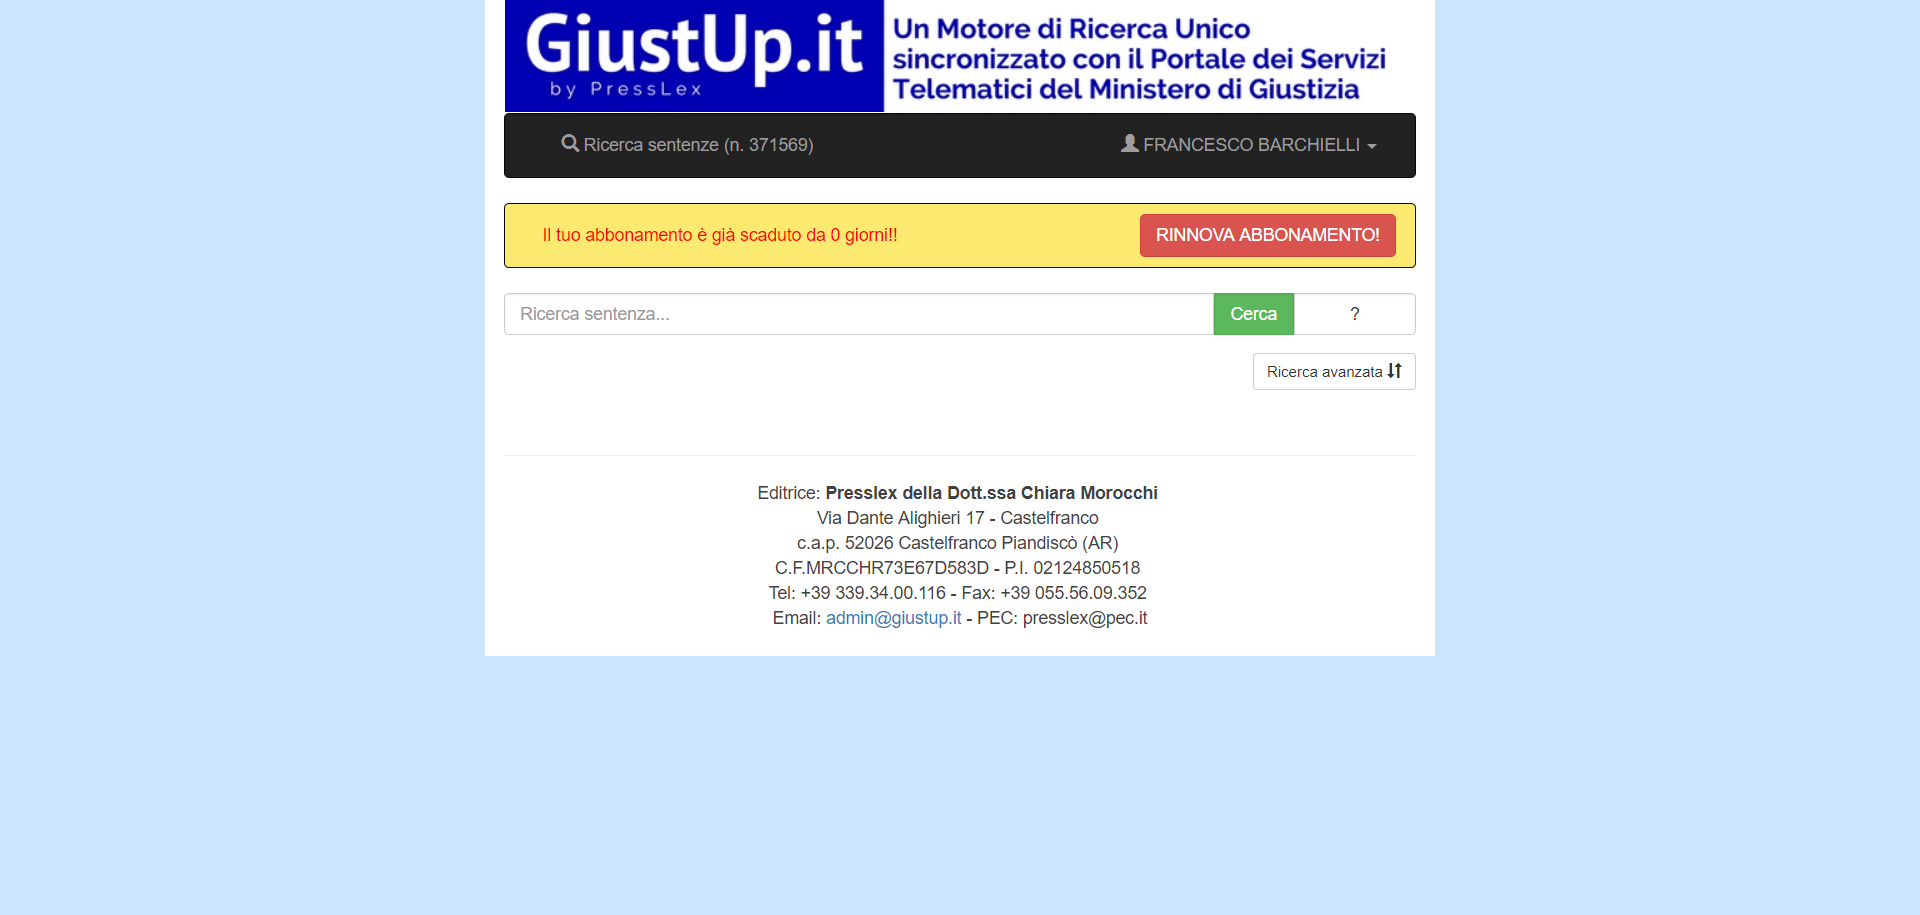 GiustUp.it
by PressLex
Un Motore di Ricerca Unico
sincronizzato con il Portale dei Servizi
Telematici del Ministero di Giustizia
Ricerca sentenze (n. 371569)
FRANCESCO BARCHIELLI
Il tuo abbonamento è già scaduto da 0 giorni!!
RINNOVA ABBONAMENTO!
Ricerca sentenza...
Cerca
?
Ricerca avanzata
Editrice: Presslex della Dott.ssa Chiara Morocchi
Via Dante Alighieri 17 - Castelfranco
c.a.p. 52026 Castelfranco Piandiscò (AR)
C.F.MRCCHR73E67D583D - P.I. 02124850518
Tel: +39 339.34.00.116 - Fax: +39 055.56.09.352
Email: admin@giustup.it - PEC: presslex@pec.it